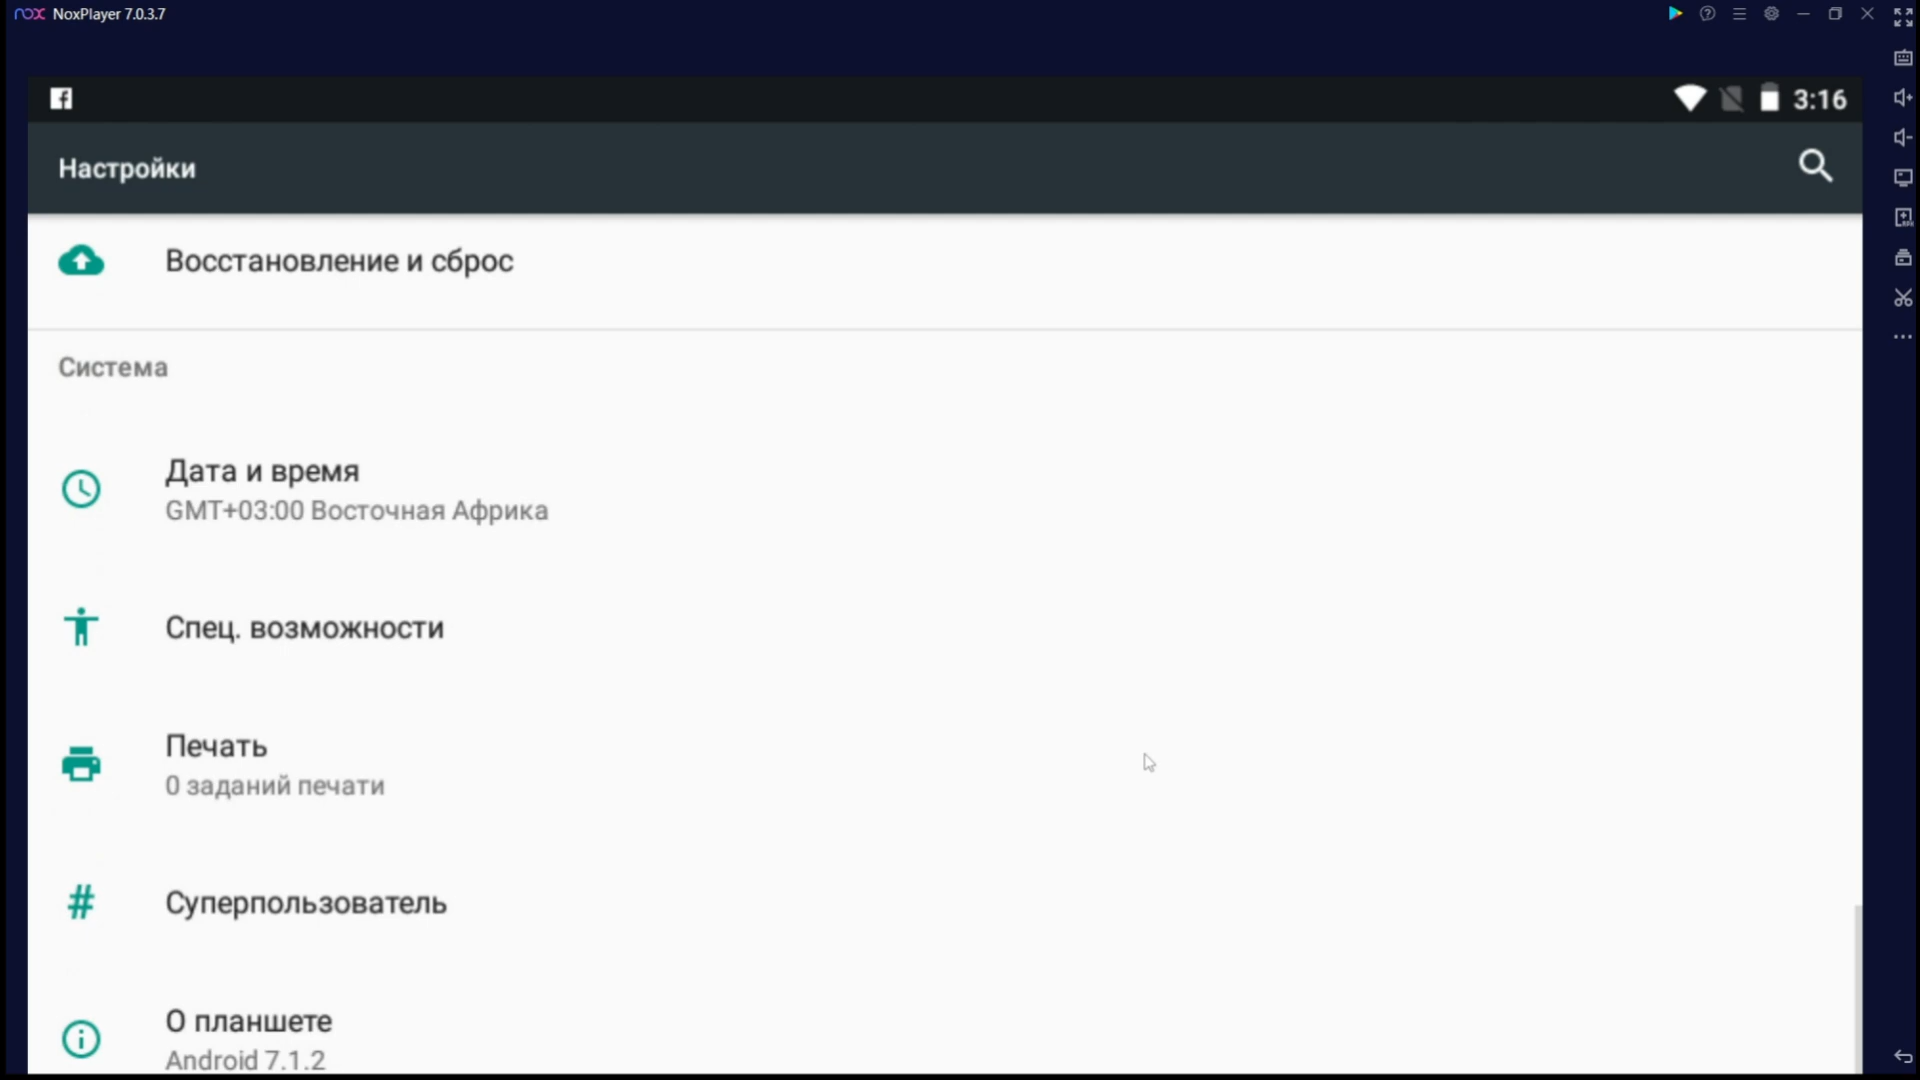 nox NoxPlayer 7.0.3.7
3:16
Настройки
Восстановление и сброс
Система
Дата и время
GMT+03:00 Восточная Африка
Спец. возможности
Печать
0 заданий печати
# Суперпользователь
О планшете
Android 7.1.2